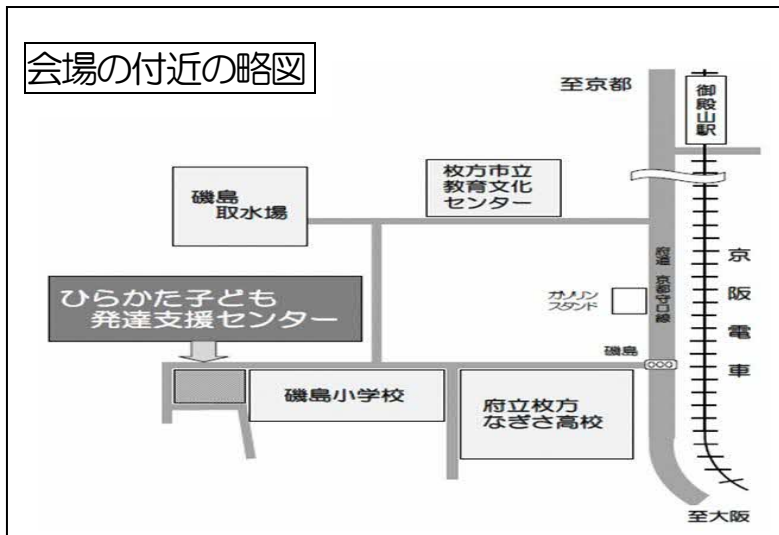 会場の付近の略図
至京都
御殿山駅
枚方市立
教育文化
センター
磯島
取水場
ひらかた子ども
発達支援センター
ガソリン
スタンド
府道 京都守口線
京阪電車
磯島
磯島小学校
府立枚方
なぎさ高校
至大阪